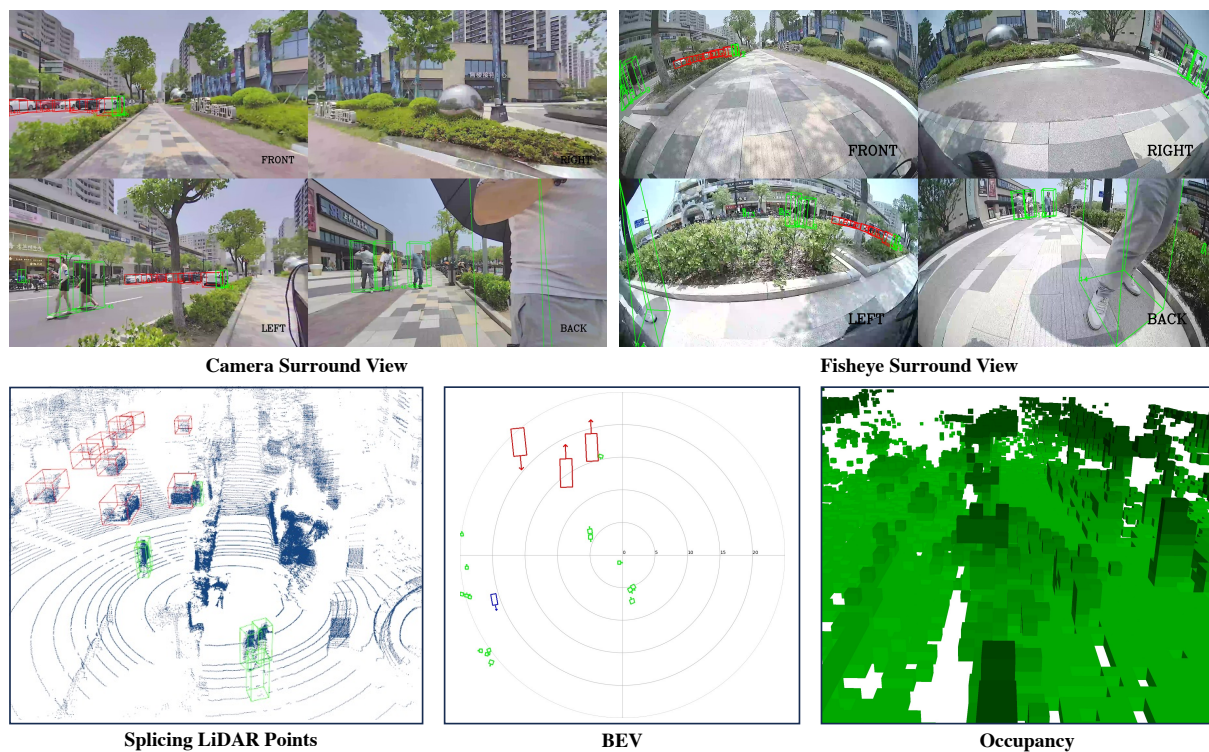 FRONT
RIGHT
LEFT
BACK
FRONT
RIGHT
LEFT
BACK
Camera Surround View
Fisheye Surround View
0 5 10 15 20
Splicing LiDAR Points
BEV
Occupancy